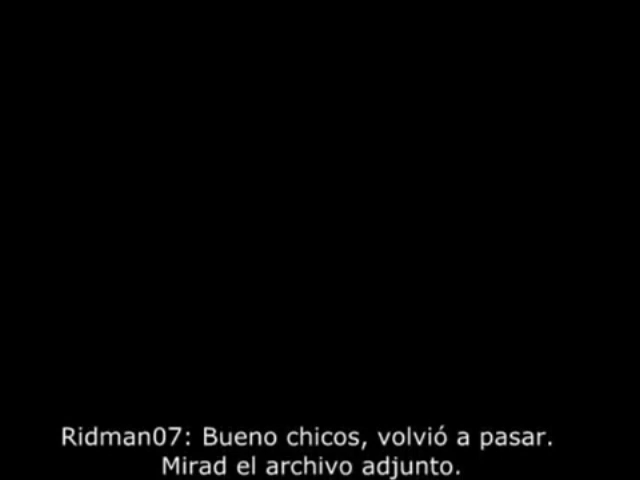 Ridman07: Bueno chicos, volvió a pasar.
Mirad el archivo adjunto.